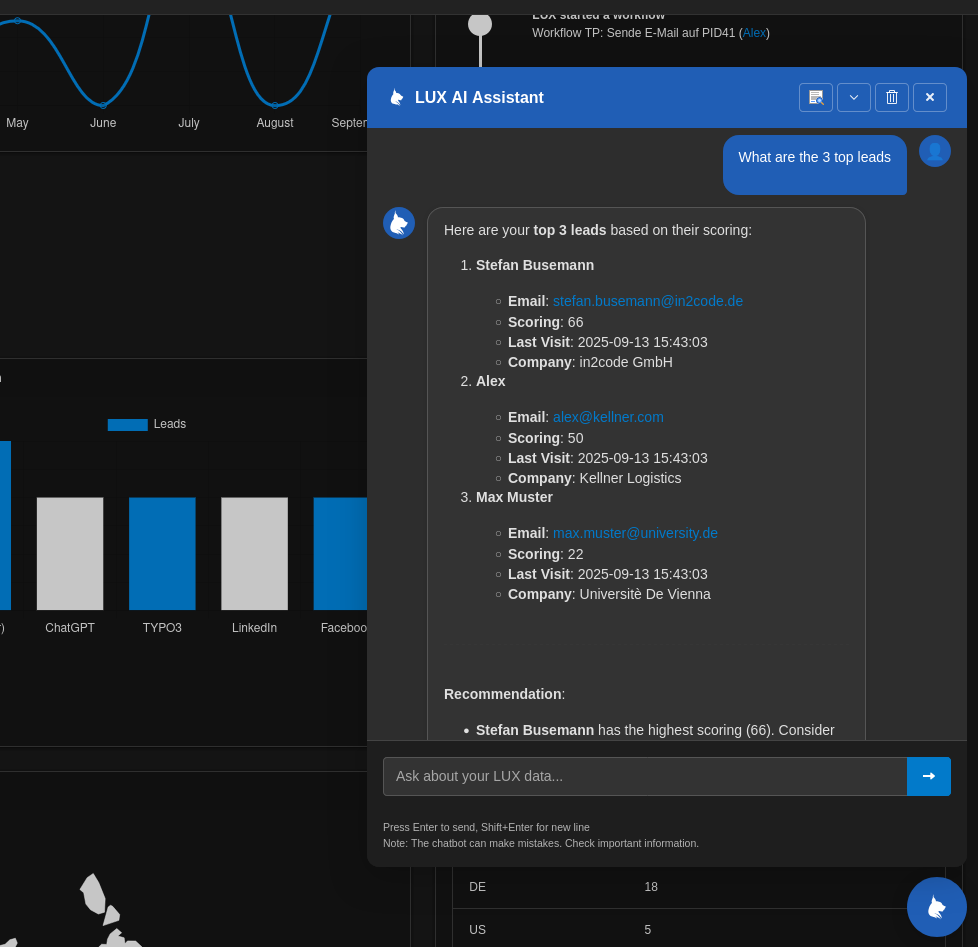 LUX started a workflow
Workflow TP: Sende E-Mail auf PID41 (Alex)
May June July August
LUX AI Assistant
What are the 3 top leads
Here are your top 3 leads based on their scoring:
1. Stefan Busemann
Email: stefan.busemann@in2code.de
Scoring: 66
Last Visit: 2025-09-13 15:43:03
Company: in2code GmbH
2. Alex
Email: alex@kellner.com
Scoring: 50
Last Visit: 2025-09-13 15:43:03
Company: Kellner Logistics
3. Max Muster
Email: max.muster@university.de
Scoring: 22
Last Visit: 2025-09-13 15:43:03
Company: Universitè De Vienna
Recommendation:
• Stefan Busemann has the highest scoring (66). Consider
Leads
ChatGPT TYPO3 LinkedIn
Ask about your LUX data...
Press Enter to send, Shift+Enter for new line
Note: The chatbot can make mistakes. Check important information.
DE 18
US 5